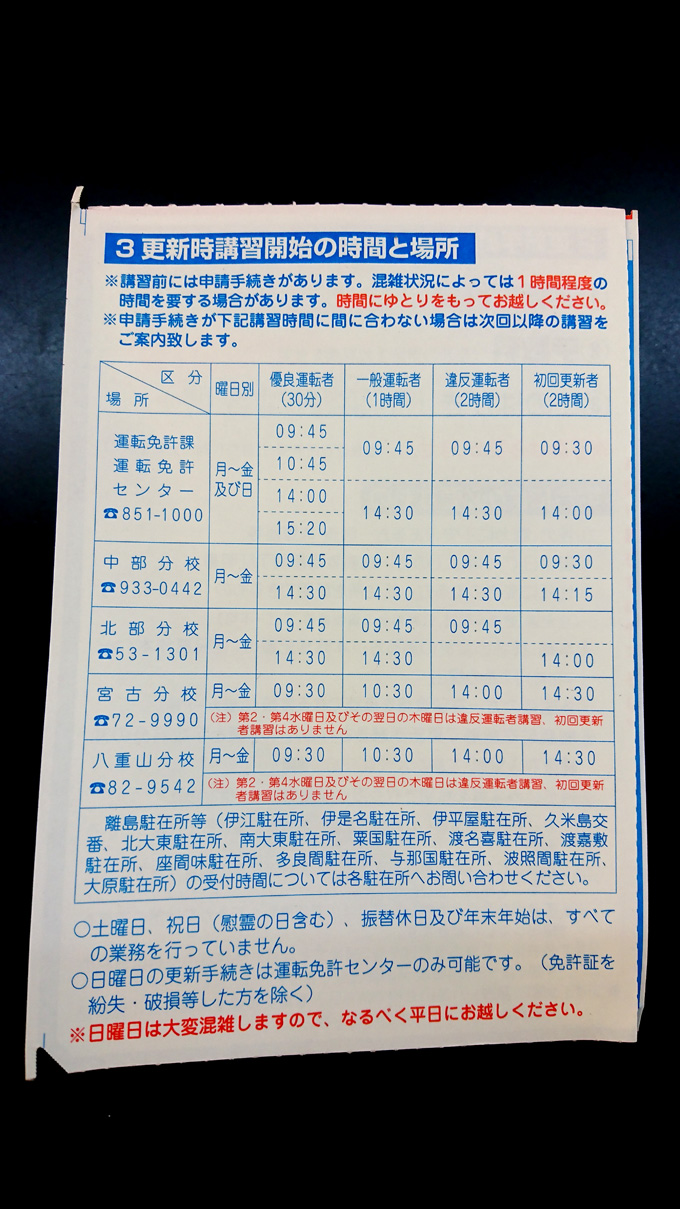 3 更新時講習開始の時間と場所
※講習前には申請手続きがあります。混雑状況によっては1時間程度の
時間を要する場合があります。時間にゆとりをもってお越しください。
※申請手続きが下記講習時間に間に合わない場合は次回以降の講習を
ご案内致します。
区分
場所
曜日別
優良運転者
(30分)
一般運転者
(1時間)
違反運転者
(2時間)
初回更新者
(2時間)
運転免許課
運転免許
センター
☎851-1000
月〜金
及び日
09:45
10:45
14:00
15:20
09:45
14:30
09:45
14:30
09:30
14:00
中部分校
☎933-0442
月〜金
09:45 09:45 09:45 09:30
14:30 14:30 14:30 14:15
北部分校
☎53-1301
月〜金
09:45 09:45 09:45
14:30 14:30 14:00
宮古分校
☎72-9990
月〜金 09:30 10:30 14:00 14:30
(注)第2・第4水曜日及びその翌日の木曜日は違反運転者講習、初回更新
者講習はありません
八重山分校
☎82-9542
月〜金 09:30 10:30 14:00 14:30
(注)第2・第4水曜日及びその翌日の木曜日は違反運転者講習、初回更新
者講習はありません
離島駐在所等(伊江駐在所、伊是名駐在所、伊平屋駐在所、久米島交
番、北大東駐在所、南大東駐在所、粟国駐在所、渡名喜駐在所、渡嘉敷
駐在所、座間味駐在所、多良間駐在所、与那国駐在所、波照間駐在所、
大原駐在所)の受付時間については各駐在所へお問い合わせください。
○土曜日、祝日(慰霊の日含む)、振替休日及び年末年始は、すべて
の業務を行っていません。
○日曜日の更新手続きは運転免許センターのみ可能です。(免許証を
紛失・破損等した方を除く)
※日曜日は大変混雑しますので、なるべく平日にお越しください。